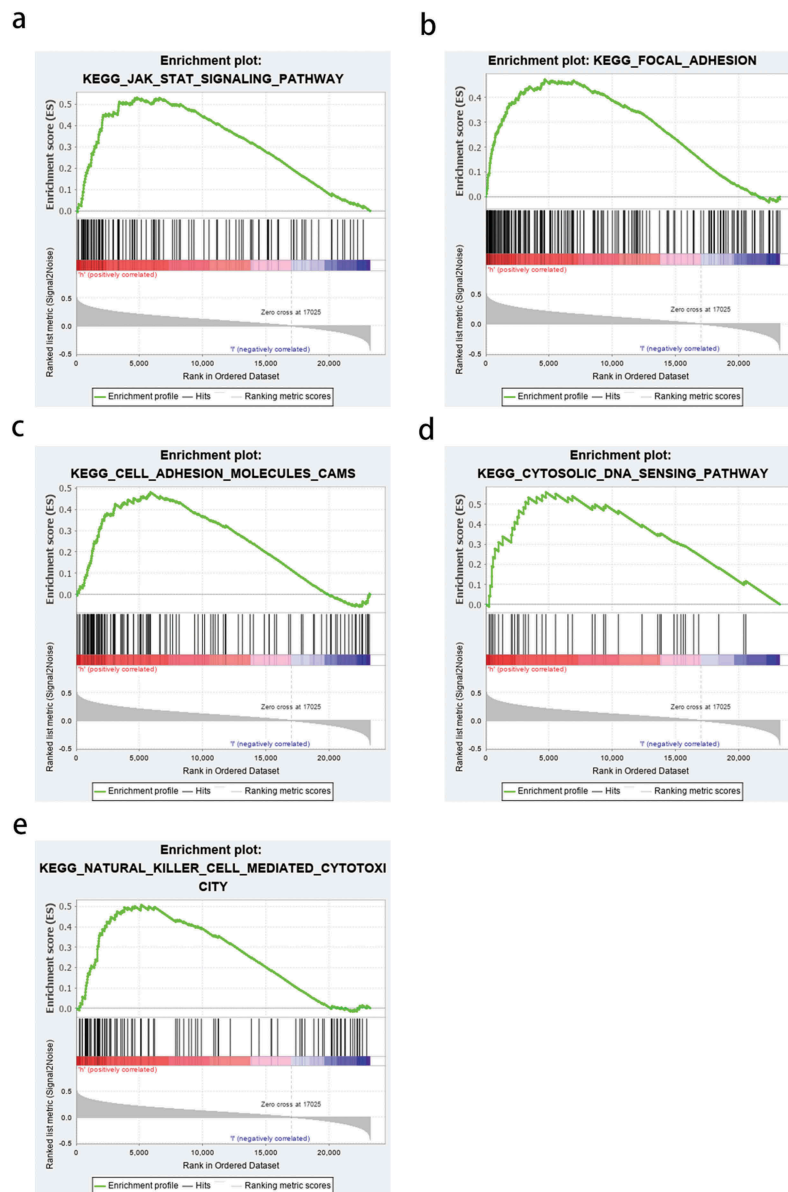 a
Enrichment plot:
KEGG_JAK_STAT_SIGNALING_PATHWAY
Enrichment score (ES)
0.5
0.4
0.3
0.2
0.1
0.0
'h' (positively correlated)
Ranked list metric (Signal2Noise)
0.5
0.0
-0.5
Zero cross at 17025
'l' (negatively correlated)
0 5,000 10,000 15,000 20,000
Rank in Ordered Dataset
Enrichment profile Hits Ranking metric scores
b
Enrichment plot: KEGG_FOCAL_ADHESION
Enrichment score (ES)
0.4
0.3
0.2
0.1
0.0
'h' (positively correlated)
Ranked list metric (Signal2Noise)
0.5
0.0
-0.5
Zero cross at 17025
'l' (negatively correlated)
0 5,000 10,000 15,000 20,000
Rank in Ordered Dataset
Enrichment profile Hits Ranking metric scores
c
Enrichment plot:
KEGG_CELL_ADHESION_MOLECULES_CAMS
Enrichment score (ES)
0.5
0.4
0.3
0.2
0.1
0.0
'h' (positively correlated)
Ranked list metric (Signal2Noise)
0.5
0.0
-0.5
Zero cross at 17025
'l' (negatively correlated)
0 5,000 10,000 15,000 20,000
Rank in Ordered Dataset
Enrichment profile Hits Ranking metric scores
d
Enrichment plot:
KEGG_CYTOSOLIC_DNA_SENSING_PATHWAY
Enrichment score (ES)
0.5
0.4
0.3
0.2
0.1
0.0
'h' (positively correlated)
Ranked list metric (Signal2Noise)
0.5
0.0
-0.5
Zero cross at 17025
'l' (negatively correlated)
0 5,000 10,000 15,000 20,000
Rank in Ordered Dataset
Enrichment profile Hits Ranking metric scores
e
Enrichment plot:
KEGG_NATURAL_KILLER_CELL_MEDIATED_CYTOTOXI
CITY
Enrichment score (ES)
0.5
0.4
0.3
0.2
0.1
0.0
'h' (positively correlated)
Ranked list metric (Signal2Noise)
0.5
0.0
-0.5
Zero cross at 17025
'l' (negatively correlated)
0 5,000 10,000 15,000 20,000
Rank in Ordered Dataset
Enrichment profile Hits Ranking metric scores